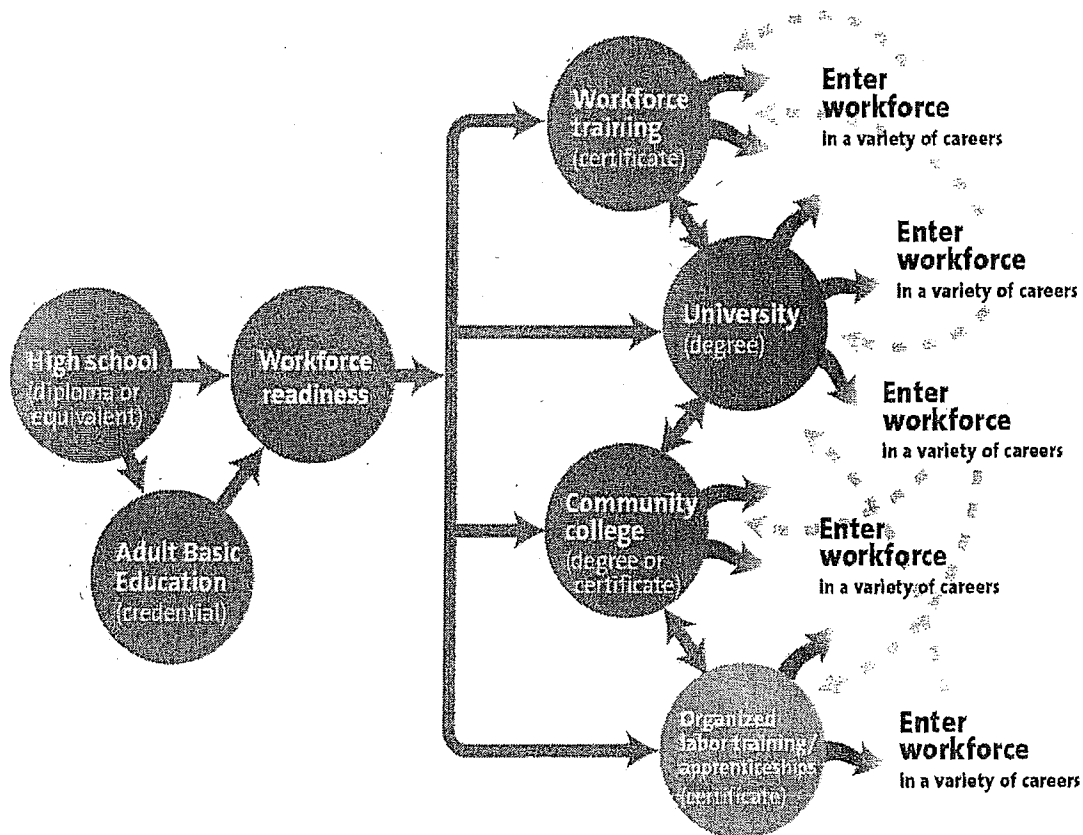 High school
(diploma or
equivalent)
Adult Basic
Education
(credential)
Workforce
readiness
Workforce
training
(certificate)
University
(degree)
Community
college
(degree or
certificate)
Organized
labor training/
apprenticeships
(certificate)
Enter
workforce
in a variety of careers
Enter
workforce
in a variety of careers
Enter
workforce
in a variety of careers
Enter
workforce
in a variety of careers
Enter
workforce
in a variety of careers